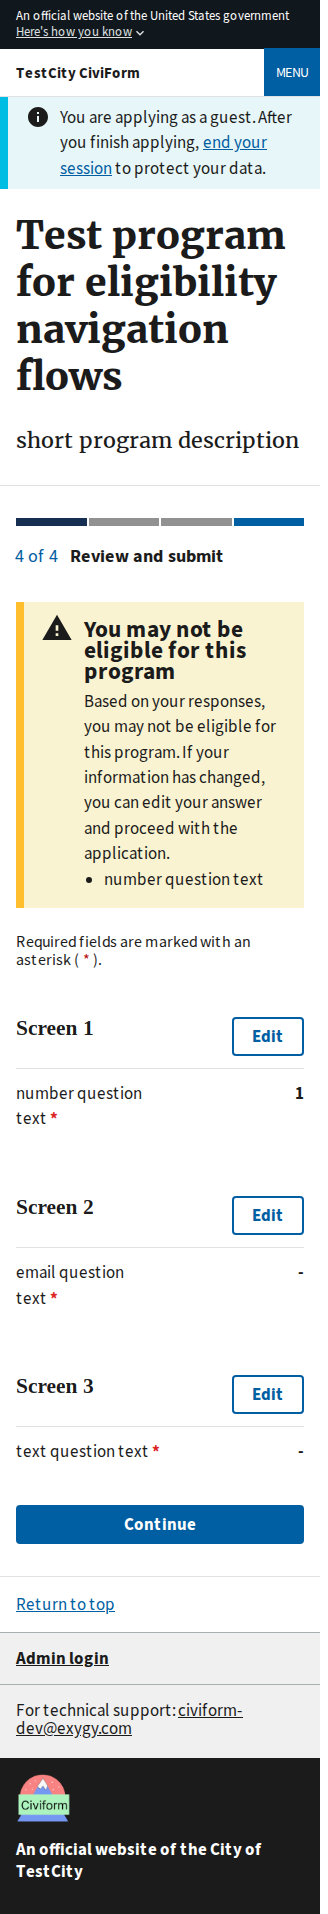 An official website of the United States government
Here's how you know
TestCity CiviForm
MENU
You are applying as a guest. After
you finish applying, end your
session to protect your data.
Test program
for eligibility
navigation
flows
short program description
4 of 4 Review and submit
You may not be
eligible for this
program
Based on your responses,
you may not be eligible for
this program. If your
information has changed,
you can edit your answer
and proceed with the
application.
• number question text
Required fields are marked with an
asterisk ( * ).
Screen 1
Edit
number question
text *
1
Screen 2
Edit
email question
text *
-
Screen 3
Edit
text question text *
-
Continue
Return to top
Admin login
For technical support: civiform-
dev@exygy.com
Civiform
An official website of the City of
TestCity